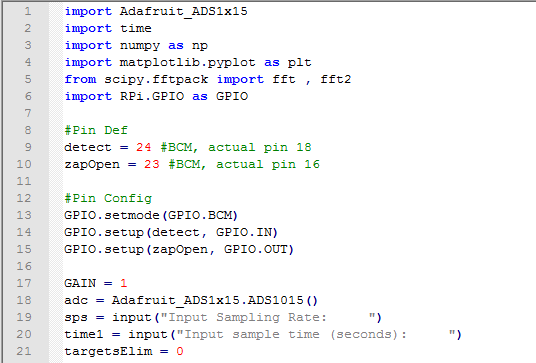 1 import Adafruit_ADS1x15
2 import time
3 import numpy as np
4 import matplotlib.pyplot as plt
5 from scipy.fftpack import fft , fft2
6 import RPi.GPIO as GPIO
7
8 #Pin Def
9 detect = 24 #BCM, actual pin 18
10 zapOpen = 23 #BCM, actual pin 16
11
12 #Pin Config
13 GPIO.setmode(GPIO.BCM)
14 GPIO.setup(detect, GPIO.IN)
15 GPIO.setup(zapOpen, GPIO.OUT)
16
17 GAIN = 1
18 adc = Adafruit_ADS1x15.ADS1015()
19 sps = input("Input Sampling Rate:     ")
20 time1 = input("Input sample time (seconds):     ")
21 targetsElim = 0